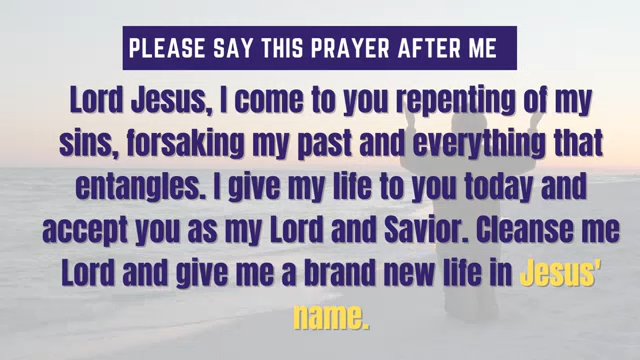 PLEASE SAY THIS PRAYER AFTER ME
Lord Jesus, I come to you repenting of my
sins, forsaking my past and everything that
entangles. I give my life to you today and
accept you as my Lord and Savior. Cleanse me
Lord and give me a brand new life in Jesus'
name.